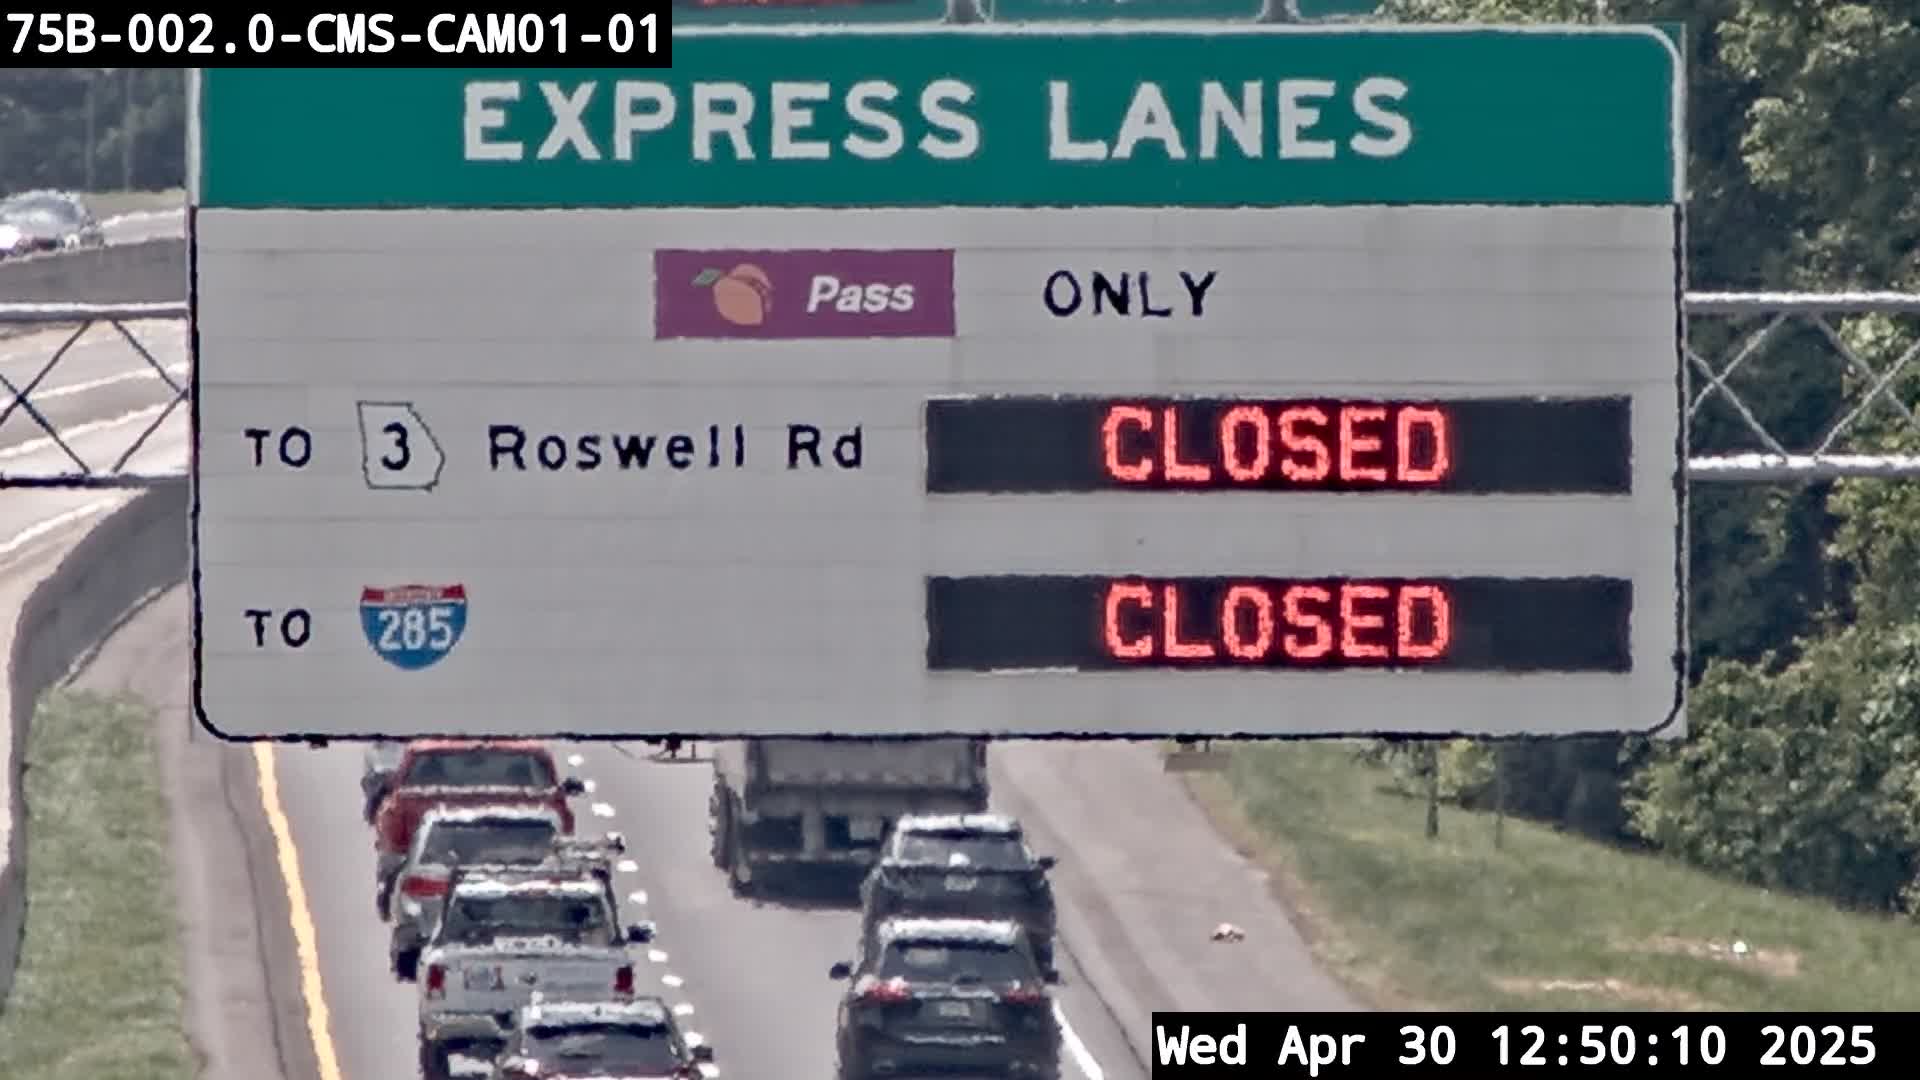 75B-002.0-CMS-CAM01-01
EXPRESS LANES
Pass ONLY
TO 3 Roswell Rd CLOSED
TO 285 CLOSED
Wed Apr 30 12:50:10 2025